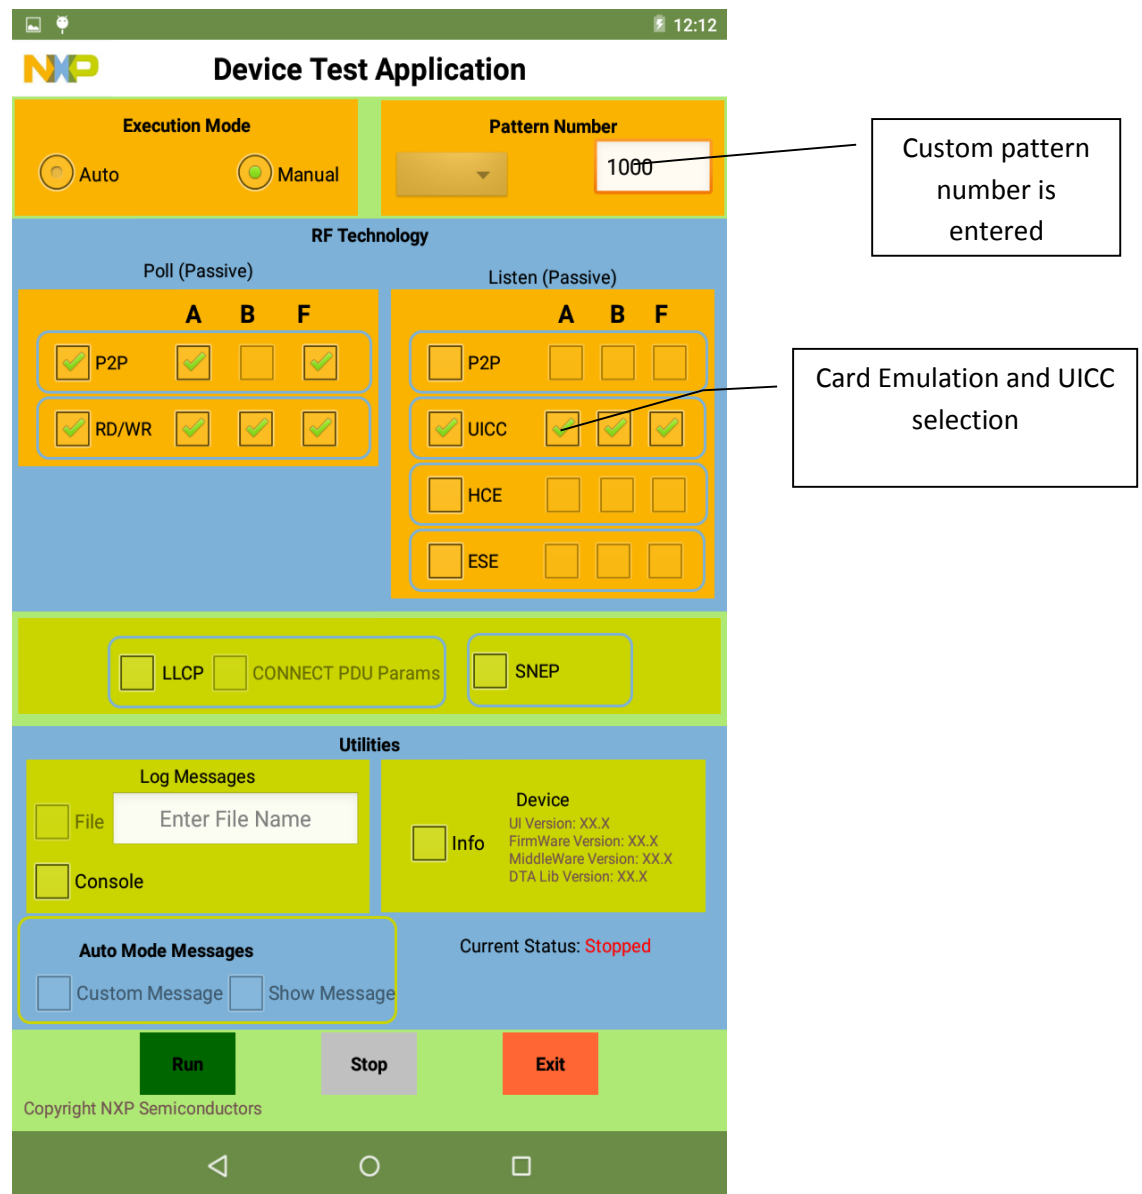 12:12
NXP
Device Test Application
Execution Mode
Auto
Manual
Pattern Number
1000
Custom pattern
number is
entered
RF Technology
Poll (Passive)
A B F
P2P
RD/WR
Listen (Passive)
A B F
P2P
UICC
HCE
ESE
Card Emulation and UICC
selection
LLCP
CONNECT PDU Params
SNEP
Utilities
Log Messages
File
Enter File Name
Console
Device
Info
UI Version: XX.X
FirmWare Version: XX.X
MiddleWare Version: XX.X
DTA Lib Version: XX.X
Auto Mode Messages
Custom Message
Show Message
Current Status: Stopped
Run
Stop
Exit
Copyright NXP Semiconductors